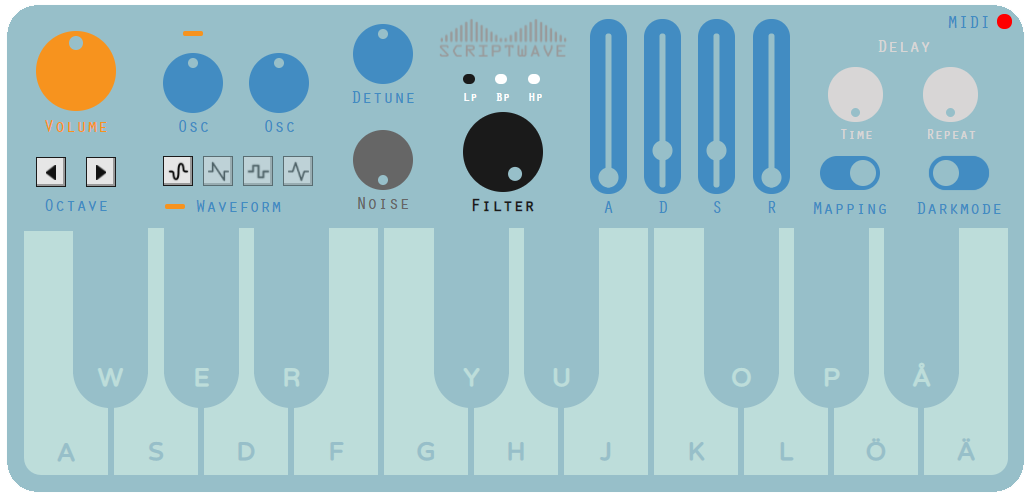 MIDI
SCRIPTWAVE
DELAY
LP BP HP
VOLUME
OSC OSC
DETUNE
TIME REPEAT
OCTAVE
WAVEFORM
NOISE
FILTER
A D S R
MAPPING
DARKMODE
W E R Y U O P Å
A S D F G H J K L Ö Ä